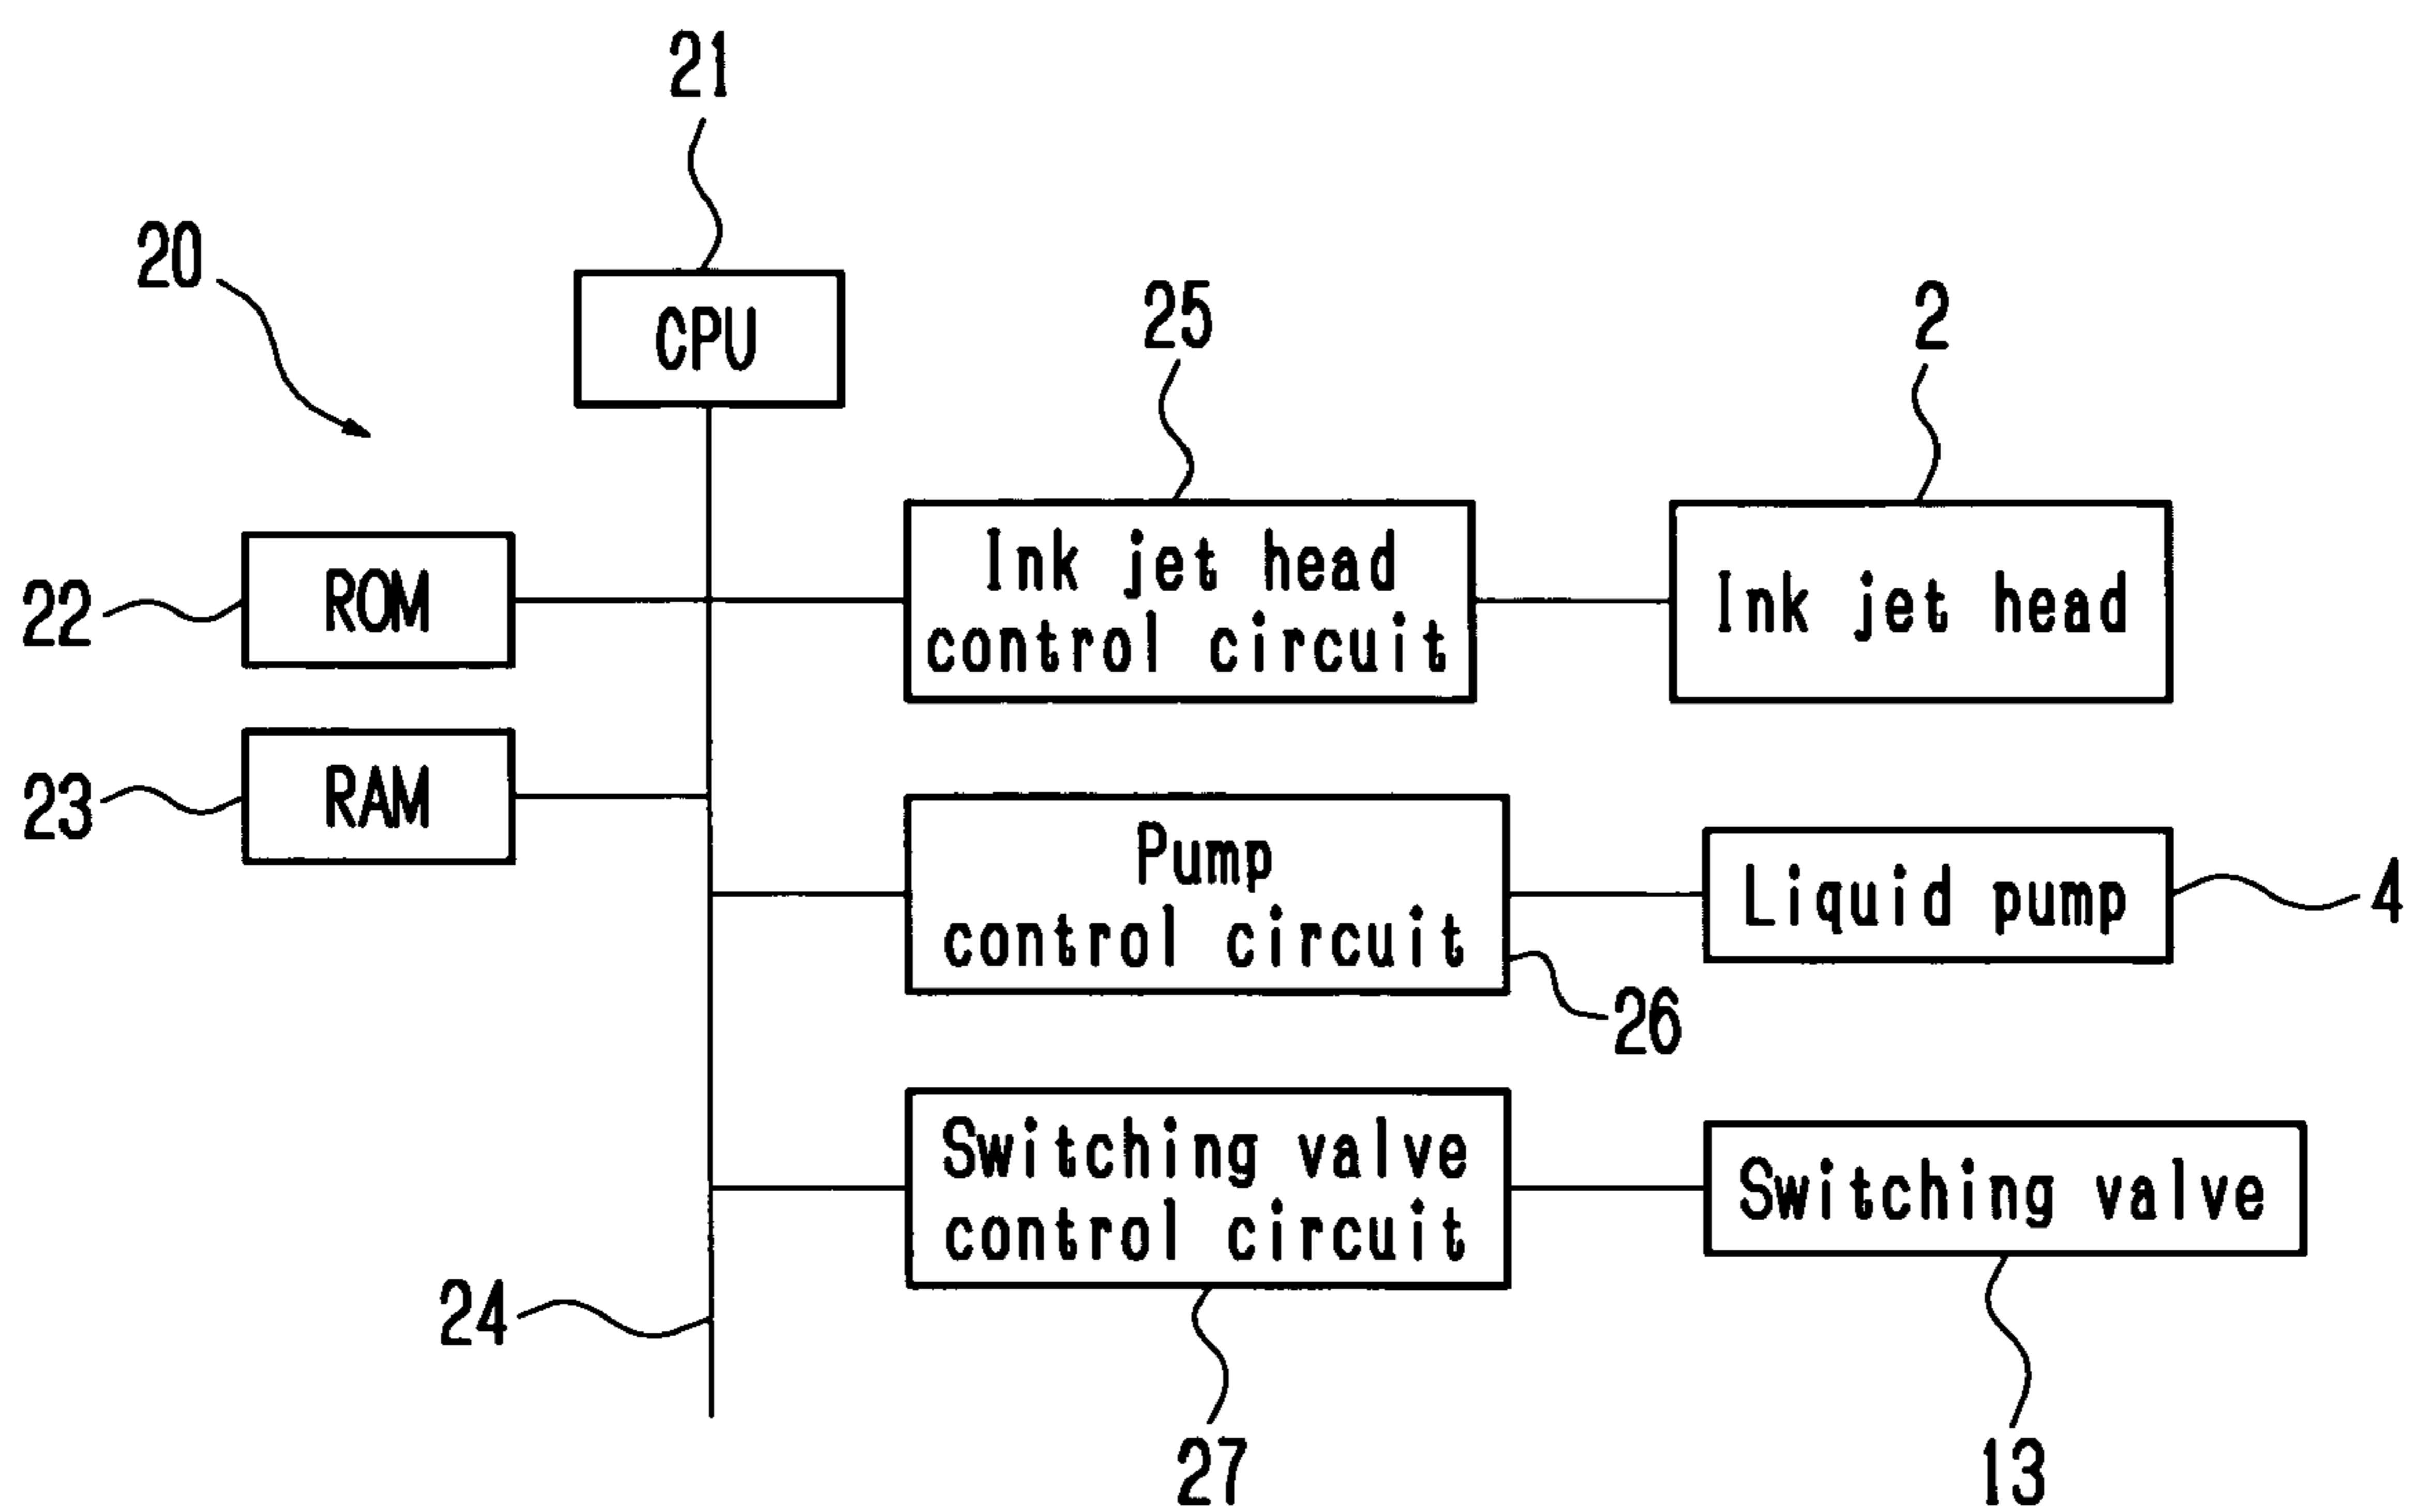 21
20
CPU
25
2
22
ROM
Ink jet head
control circuit
Ink jet head
23
RAM
Pump
control circuit
Liquid pump
4
26
Switching valve
control circuit
Switching valve
24
27
13